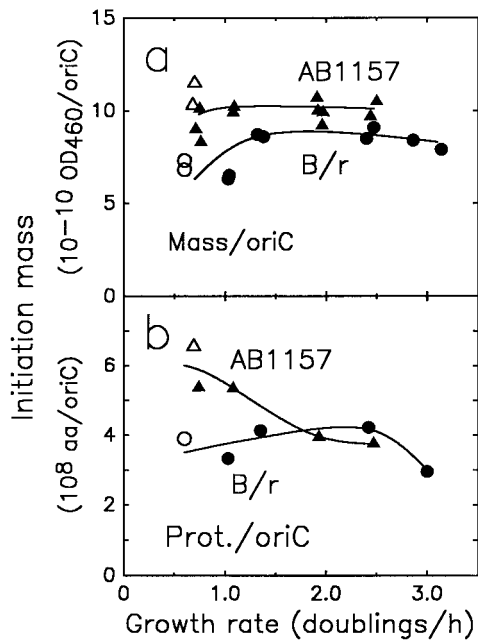 Initiation mass
(10-10 OD460/oriC)
15
10
5
0
a
AB1157
B/r
Mass/oriC
(10⁸ aa/oriC)
6
4
2
0
b
AB1157
B/r
Prot./oriC
0
1.0
2.0
3.0
Growth rate (doublings/h)